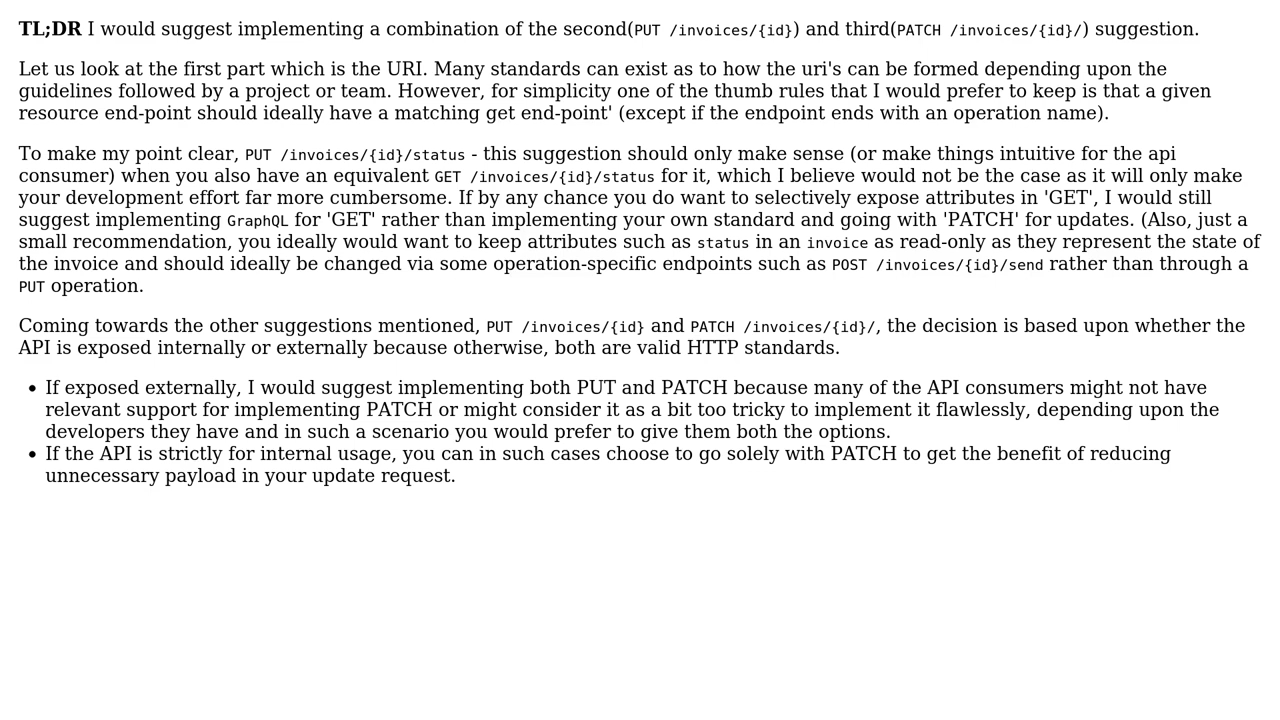 TL;DR I would suggest implementing a combination of the second(PUT /invoices/{id}) and third(PATCH /invoices/{id}/) suggestion.
Let us look at the first part which is the URI. Many standards can exist as to how the uri's can be formed depending upon the
guidelines followed by a project or team. However, for simplicity one of the thumb rules that I would prefer to keep is that a given
resource end-point should ideally have a matching get end-point' (except if the endpoint ends with an operation name).
To make my point clear, PUT /invoices/{id}/status - this suggestion should only make sense (or make things intuitive for the api
consumer) when you also have an equivalent GET /invoices/{id}/status for it, which I believe would not be the case as it will only make
your development effort far more cumbersome. If by any chance you do want to selectively expose attributes in 'GET', I would still
suggest implementing GraphQL for 'GET' rather than implementing your own standard and going with 'PATCH' for updates. (Also, just a
small recommendation, you ideally would want to keep attributes such as status in an invoice as read-only as they represent the state of
the invoice and should ideally be changed via some operation-specific endpoints such as POST /invoices/{id}/send rather than through a
PUT operation.
Coming towards the other suggestions mentioned, PUT /invoices/{id} and PATCH /invoices/{id}/, the decision is based upon whether the
API is exposed internally or externally because otherwise, both are valid HTTP standards.
• If exposed externally, I would suggest implementing both PUT and PATCH because many of the API consumers might not have
relevant support for implementing PATCH or might consider it as a bit too tricky to implement it flawlessly, depending upon the
developers they have and in such a scenario you would prefer to give them both the options.
• If the API is strictly for internal usage, you can in such cases choose to go solely with PATCH to get the benefit of reducing
unnecessary payload in your update request.